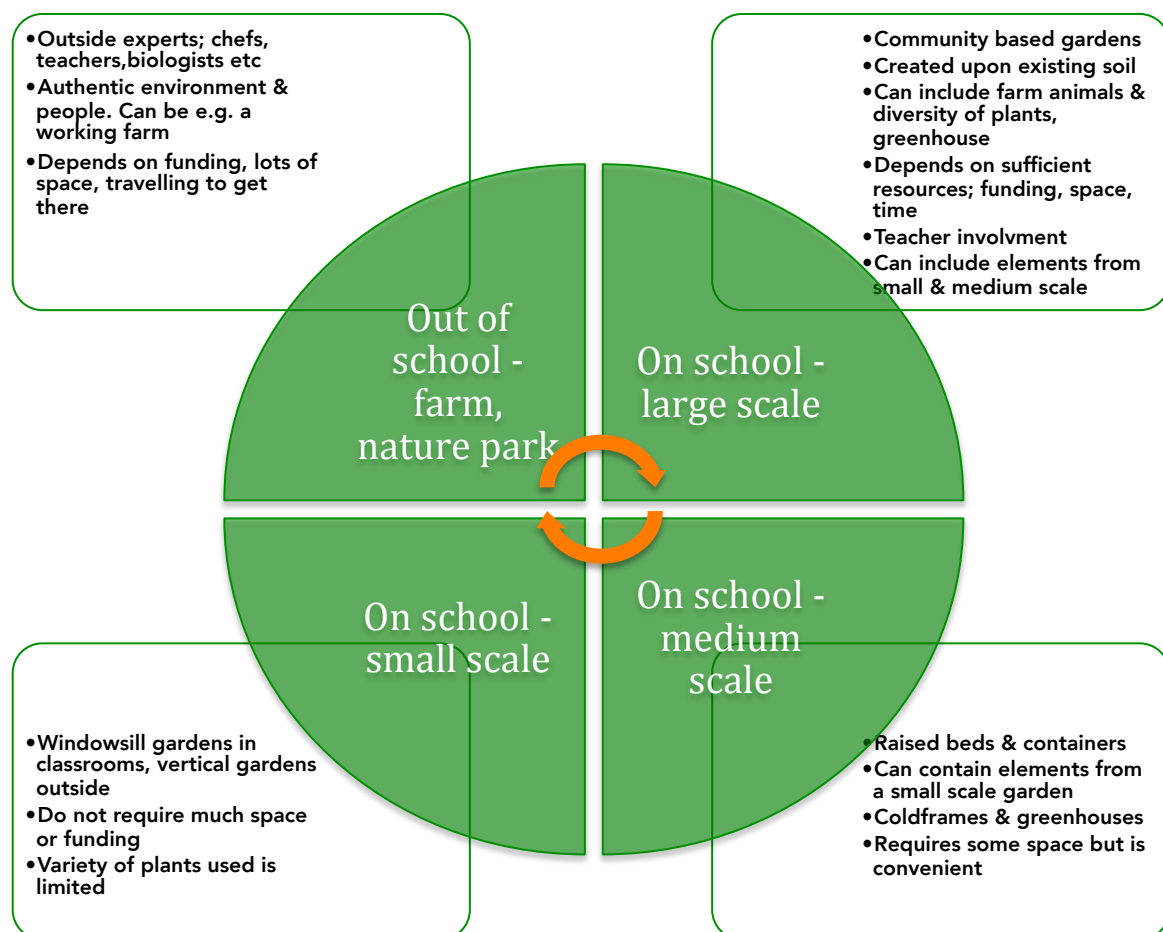 •Outside experts; chefs,
teachers,biologists etc
•Authentic environment &
people. Can be e.g. a
working farm
•Depends on funding, lots of
space, travelling to get
there
•Community based gardens
•Created upon existing soil
•Can include farm animals &
diversity of plants,
greenhouse
•Depends on sufficient
resources; funding, space,
time
•Teacher involvment
•Can include elements from
small & medium scale
Out of
school -
farm,
nature park
On school -
large scale
On school -
small scale
On school -
medium
scale
•Windowsill gardens in
classrooms, vertical gardens
outside
•Do not require much space
or funding
•Variety of plants used is
limited
•Raised beds & containers
•Can contain elements from
a small scale garden
•Coldframes & greenhouses
•Requires some space but is
convenient